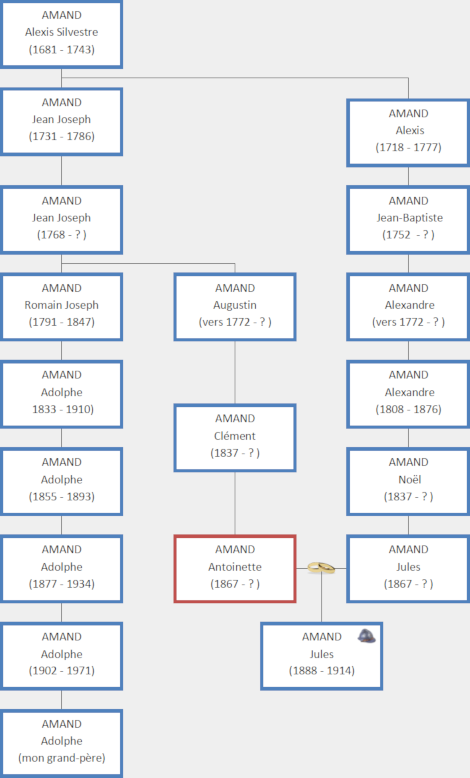 AMAND
Alexis Silvestre
(1681 - 1743)
AMAND
Jean Joseph
(1731 - 1786)
AMAND
Alexis
(1718 - 1777)
AMAND
Jean Joseph
(1768 - ? )
AMAND
Jean-Baptiste
(1752  - ? )
AMAND
Romain Joseph
(1791 - 1847)
AMAND
Augustin
(vers 1772 - ? )
AMAND
Alexandre
(vers 1772 - ? )
AMAND
Adolphe
1833 - 1910)
AMAND
Alexandre
(1808 - 1876)
AMAND
Clément
(1837 - ? )
AMAND
Adolphe
(1855 - 1893)
AMAND
Noël
(1837 - ? )
AMAND
Adolphe
(1877 - 1934)
AMAND
Antoinette
(1867 - ? )
AMAND
Jules
(1867 - ? )
AMAND
Adolphe
(1902 - 1971)
AMAND
Jules
(1888 - 1914)
AMAND
Adolphe
(mon grand-père)